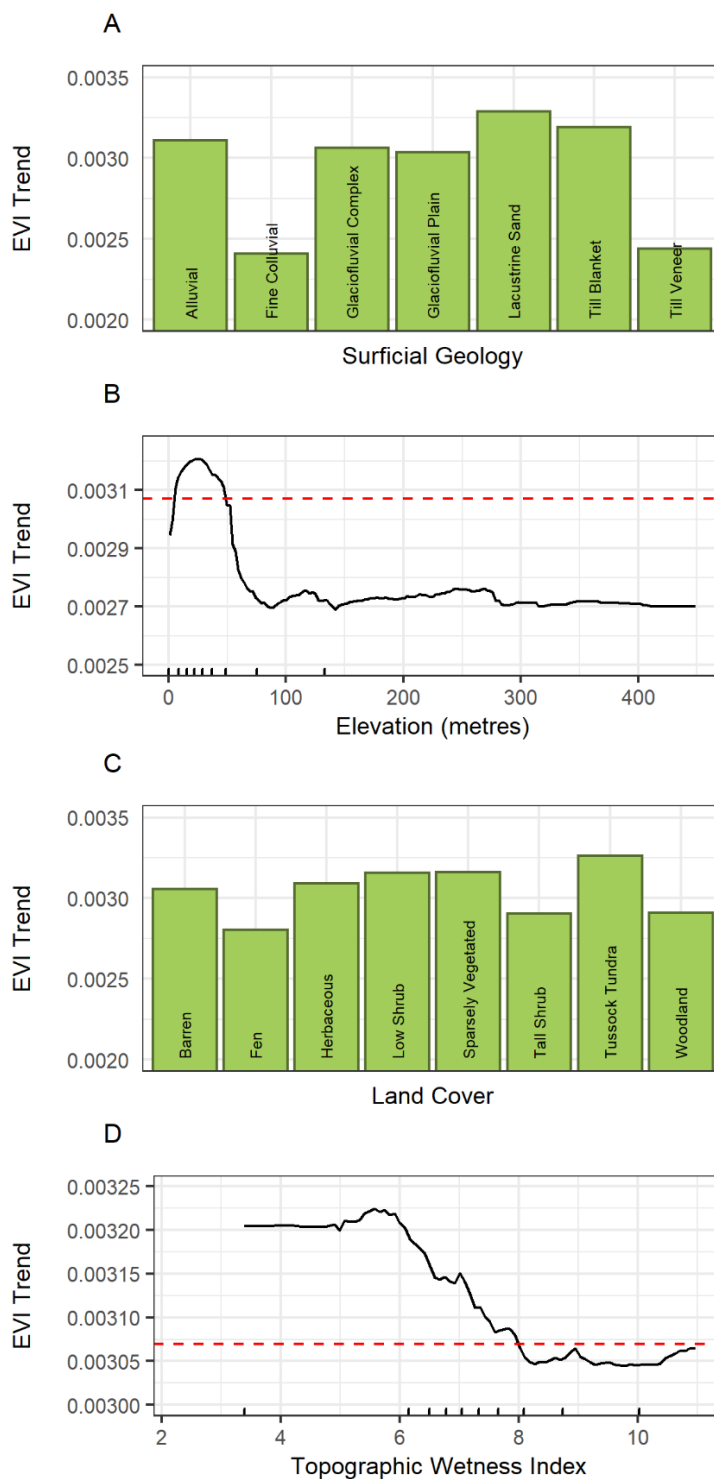 A
0.0035
0.0030
0.0025
0.0020
EVI Trend
Alluvial
Fine Colluvial
Glaciofluvial Complex
Glaciofluvial Plain
Lacustrine Sand
Till Blanket
Till Veneer
Surficial Geology
B
0.0031
0.0029
0.0027
0.0025
EVI Trend
0 100 200 300 400
Elevation (metres)
C
0.0035
0.0030
0.0025
0.0020
EVI Trend
Barren
Fen
Herbaceous
Low Shrub
Sparsely Vegetated
Tall Shrub
Tussock Tundra
Woodland
Land Cover
D
0.00325
0.00320
0.00315
0.00310
0.00305
0.00300
EVI Trend
2 4 6 8 10
Topographic Wetness Index